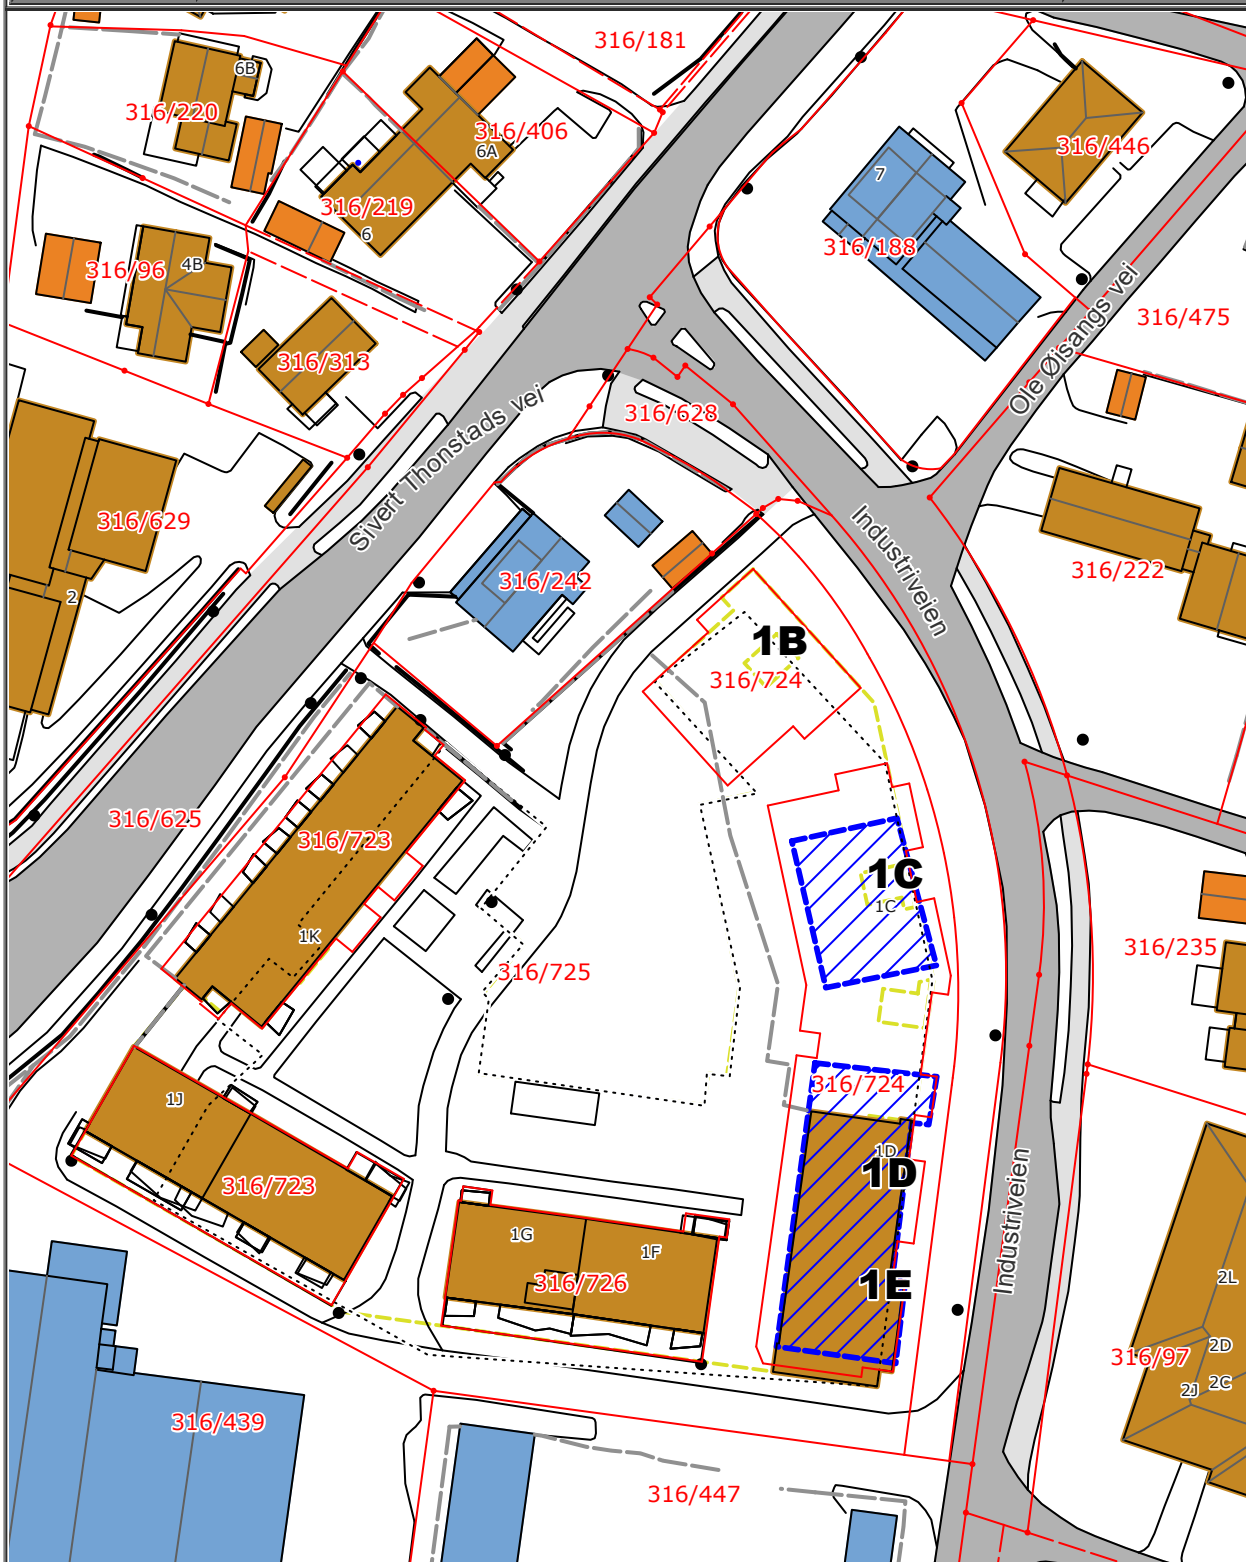 316/181
6B
316/220
316/406
6A
316/446
7
316/219
6
316/188
4B
316/96
316/475
316/313
Ole Øisangs vei
Sivert Thonstads vei
316/628
316/629
Industriveien
316/242
316/222
2
1B
316/724
316/625
316/723
1C
1C
1K
316/235
316/725
316/724
1J
1D
1D
316/723
Industriveien
1G
1F
316/726
1E
2L
2D
316/97
2C
2J
316/439
316/447